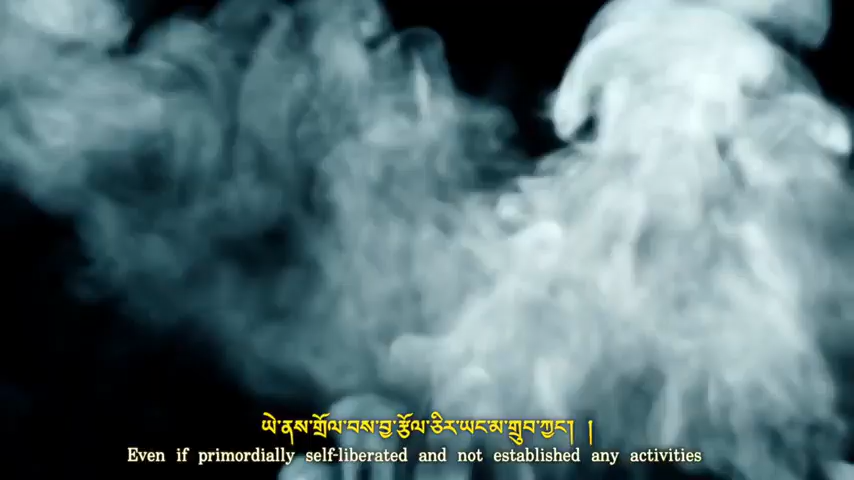 ཡེ་ནས་གྲོལ་བས་བྱ་རྩོལ་ཅིར་ཡང་མ་གྲུབ་ཀྱང་། །
Even if primordially self-liberated and not established any activities